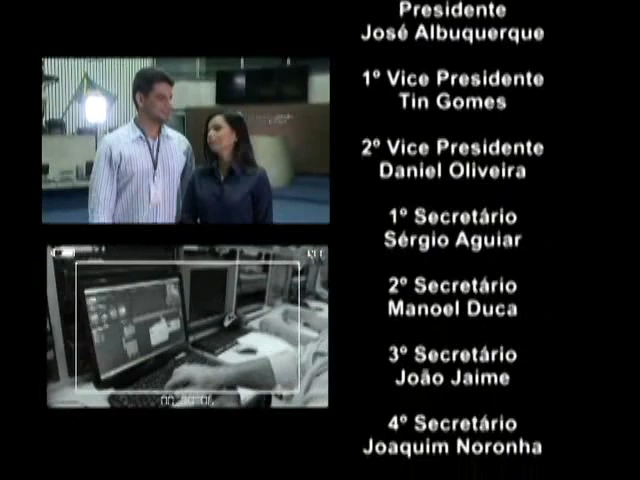 Presidente
José Albuquerque
1º Vice Presidente
Tin Gomes
2º Vice Presidente
Daniel Oliveira
1º Secretário
Sérgio Aguiar
2º Secretário
Manoel Duca
3º Secretário
João Jaime
4º Secretário
Joaquim Noronha